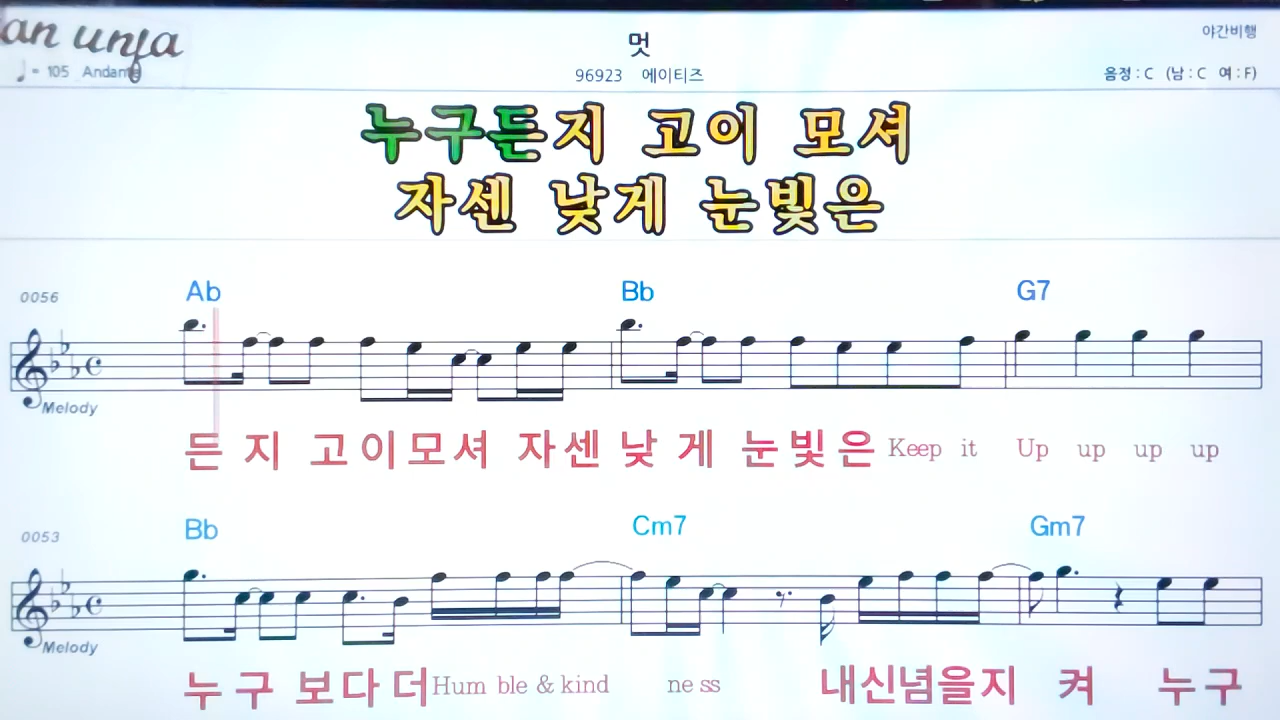 an unja
멋
야간비행
♩= 105 Andante
96923 에이티즈
음정 : C (남 : C 여 : F)
누구든지 고이 모셔
자센 낮게 눈빛은
0056
Ab Bb G7
Melody
든 지 고 이 모 셔 자 센 낮 게 눈 빛 은 Keep it Up up up up
0053
Bb Cm7 Gm7
Melody
누 구 보 다 더 Hum ble & kind ne ss 내 신 념 을 지 켜 누 구